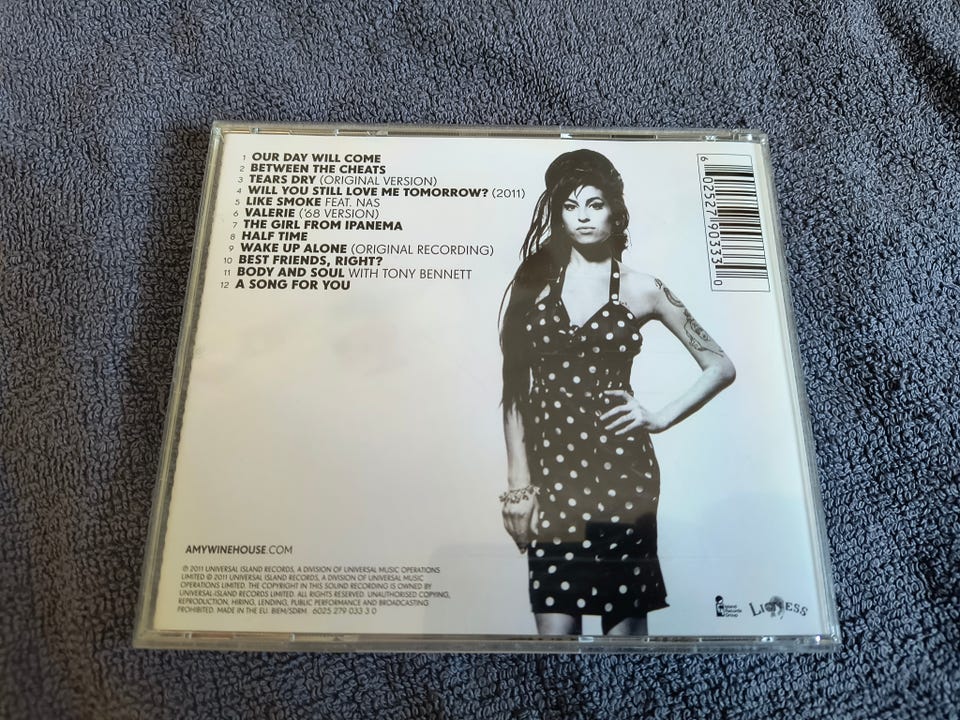 1 OUR DAY WILL COME
2 BETWEEN THE CHEATS
3 TEARS DRY (ORIGINAL VERSION)
4 WILL YOU STILL LOVE ME TOMORROW? (2011)
5 LIKE SMOKE FEAT. NAS
6 VALERIE ('68 VERSION)
7 THE GIRL FROM IPANEMA
8 HALF TIME
9 WAKE UP ALONE (ORIGINAL RECORDING)
10 BEST FRIENDS, RIGHT?
11 BODY AND SOUL WITH TONY BENNETT
12 A SONG FOR YOU
6 02527 90333 0
AMYWINEHOUSE.COM
℗ 2011 UNIVERSAL ISLAND RECORDS, A DIVISION OF UNIVERSAL MUSIC OPERATIONS
LIMITED © 2011 UNIVERSAL ISLAND RECORDS, A DIVISION OF UNIVERSAL MUSIC
OPERATIONS LIMITED. THE COPYRIGHT IN THIS SOUND RECORDING IS OWNED BY
UNIVERSAL-ISLAND RECORDS LIMITED. ALL RIGHTS RESERVED. UNAUTHORISED COPYING,
REPRODUCTION, HIRING, LENDING, PUBLIC PERFORMANCE AND BROADCASTING
PROHIBITED. MADE IN THE EU. BIEM/SDRM. 6025 279 033 3 0
Island
Records
Group
LIONESS